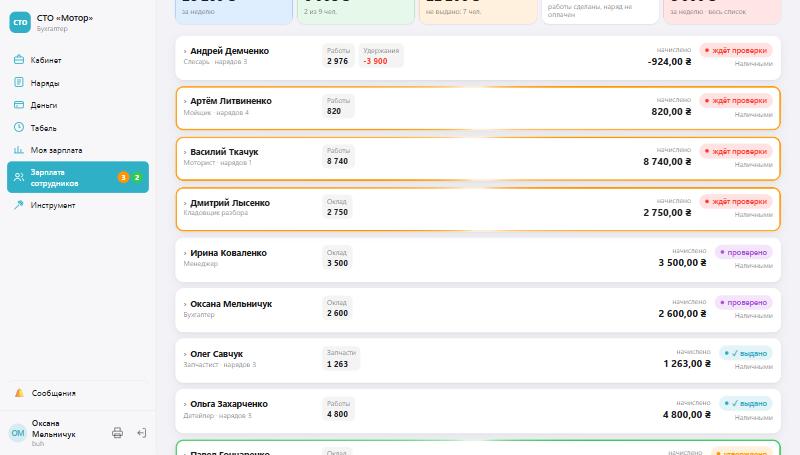 СТО
СТО «Мотор»
Бухгалтер
Кабинет
Наряды
Деньги
Табель
Моя зарплата
Зарплата
сотрудников
3 2
Инструмент
Сообщения
ОМ
Оксана
Мельничук
buh
за неделю
2 из 9 чел.
не выдано: 7 чел.
работы сделаны, наряд не
оплачен
за неделю · весь список
› Андрей Демченко
Слесарь · нарядов 3
Работы
2 976
Удержания
-3 900
начислено
-924,00 ₴
ждёт проверки
Наличными
› Артём Литвиненко
Мойщик · нарядов 4
Работы
820
начислено
820,00 ₴
ждёт проверки
Наличными
› Василий Ткачук
Моторист · нарядов 1
Работы
8 740
начислено
8 740,00 ₴
ждёт проверки
Наличными
› Дмитрий Лысенко
Кладовщик разбора
Оклад
2 750
начислено
2 750,00 ₴
ждёт проверки
Наличными
› Ирина Коваленко
Менеджер
Оклад
3 500
начислено
3 500,00 ₴
проверено
Наличными
› Оксана Мельничук
Бухгалтер
Оклад
2 600
начислено
2 600,00 ₴
проверено
Наличными
› Олег Савчук
Запчастист · нарядов 3
Запчасти
1 263
начислено
1 263,00 ₴
✓ выдано
Наличными
› Ольга Захарченко
Детейлер · нарядов 3
Работы
4 800
начислено
4 800,00 ₴
✓ выдано
Наличными
› Павел Гончаренко
Оклад
начислено
утверждено